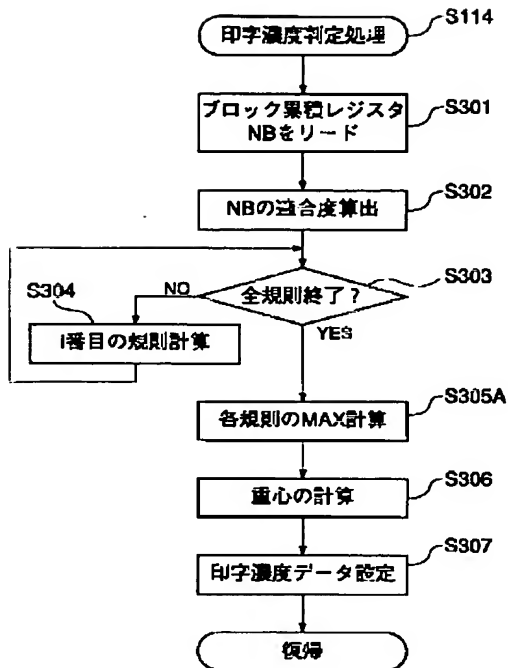 印字濃度判定処理
S114
ブロック累積レジスタ
NBをリード
S301
NBの適合度算出
S302
全規則終了？
S303
NO
YES
S304
I番目の規則計算
各規則のMAX計算
S305A
重心の計算
S306
印字濃度データ設定
S307
復帰